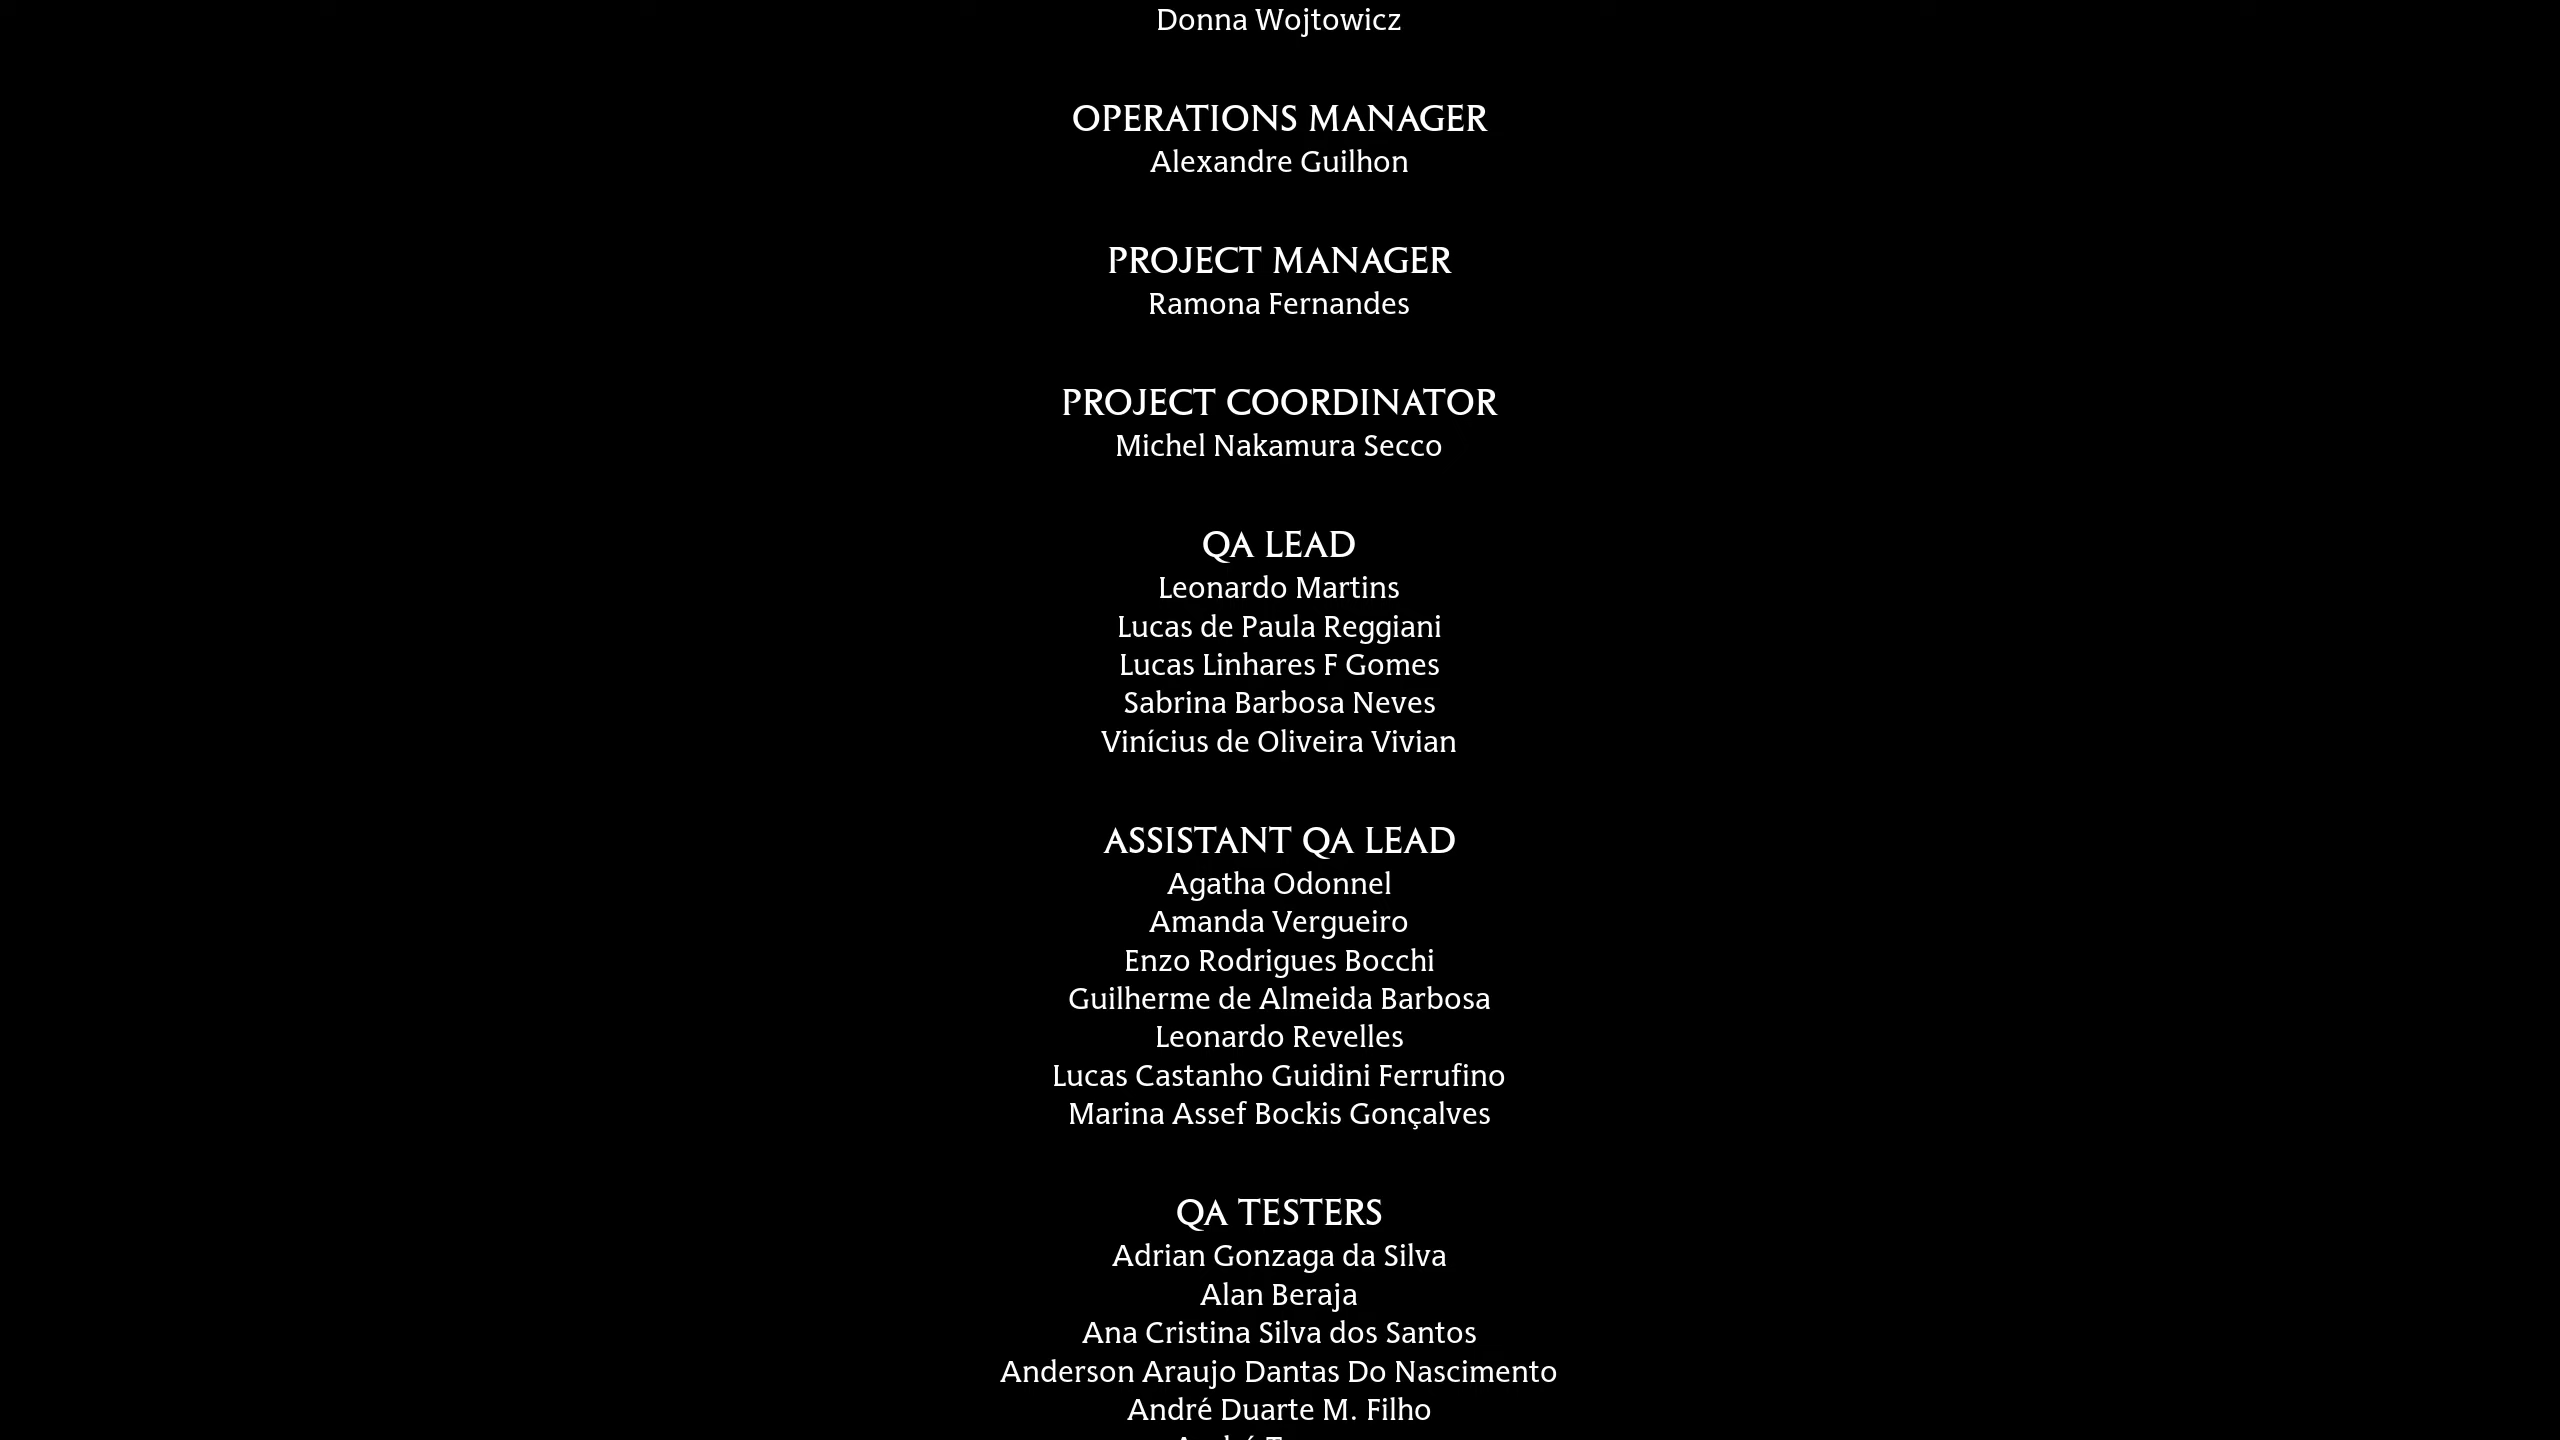 Donna Wojtowicz
OPERATIONS MANAGER
Alexandre Guilhon
PROJECT MANAGER
Ramona Fernandes
PROJECT COORDINATOR
Michel Nakamura Secco
QA LEAD
Leonardo Martins
Lucas de Paula Reggiani
Lucas Linhares F Gomes
Sabrina Barbosa Neves
Vinícius de Oliveira Vivian
ASSISTANT QA LEAD
Agatha Odonnel
Amanda Vergueiro
Enzo Rodrigues Bocchi
Guilherme de Almeida Barbosa
Leonardo Revelles
Lucas Castanho Guidini Ferrufino
Marina Assef Bockis Gonçalves
QA TESTERS
Adrian Gonzaga da Silva
Alan Beraja
Ana Cristina Silva dos Santos
Anderson Araujo Dantas Do Nascimento
André Duarte M. Filho